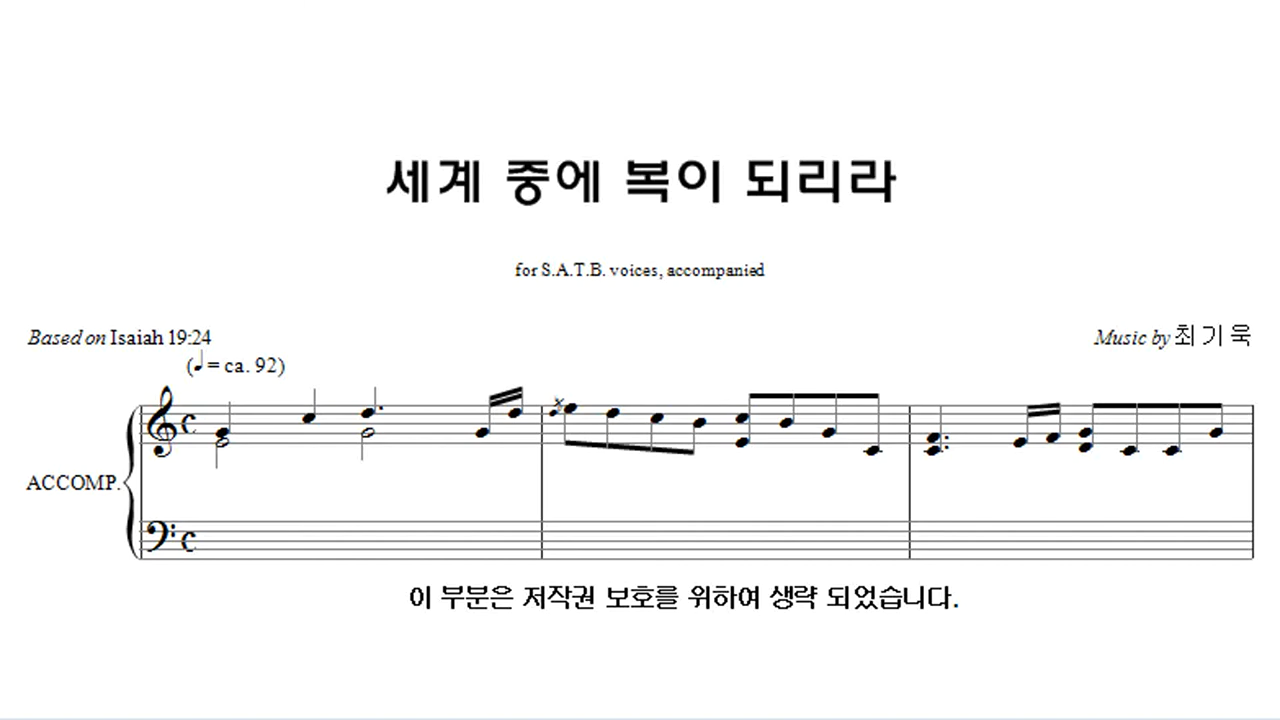 세계 중에 복이 되리라
for S.A.T.B. voices, accompanied
Based on Isaiah 19:24
Music by 최 기 욱
(♩= ca. 92)
ACCOMP.
이 부분은 저작권 보호를 위하여 생략 되었습니다.